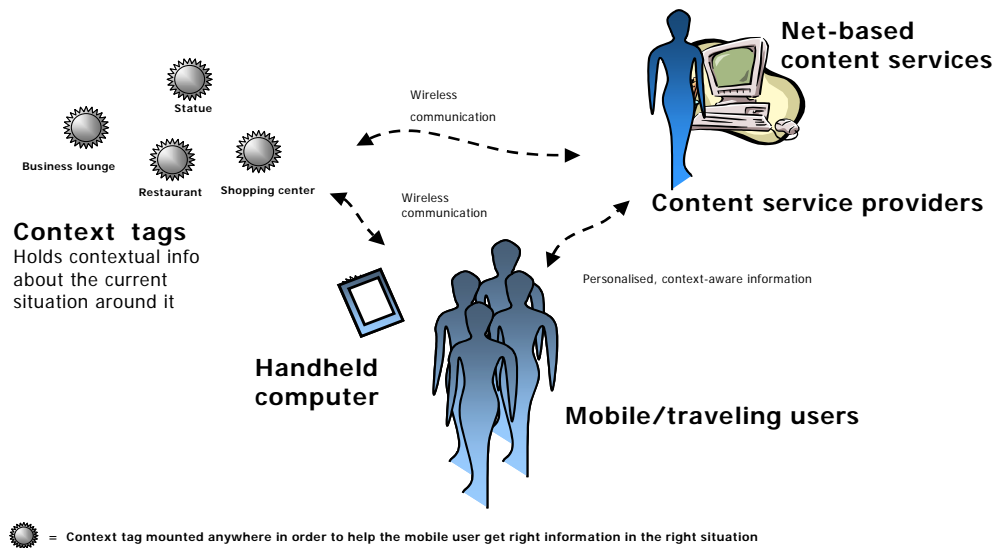 Net-based
content services
Statue
Wireless
communication
Business lounge
Restaurant
Shopping center
Wireless
communication
Content service providers
Context tags
Holds contextual info
about the current
situation around it
Personalised, context-aware information
Handheld
computer
Mobile/traveling users
= Context tag mounted anywhere in order to help the mobile user get right information in the right situation